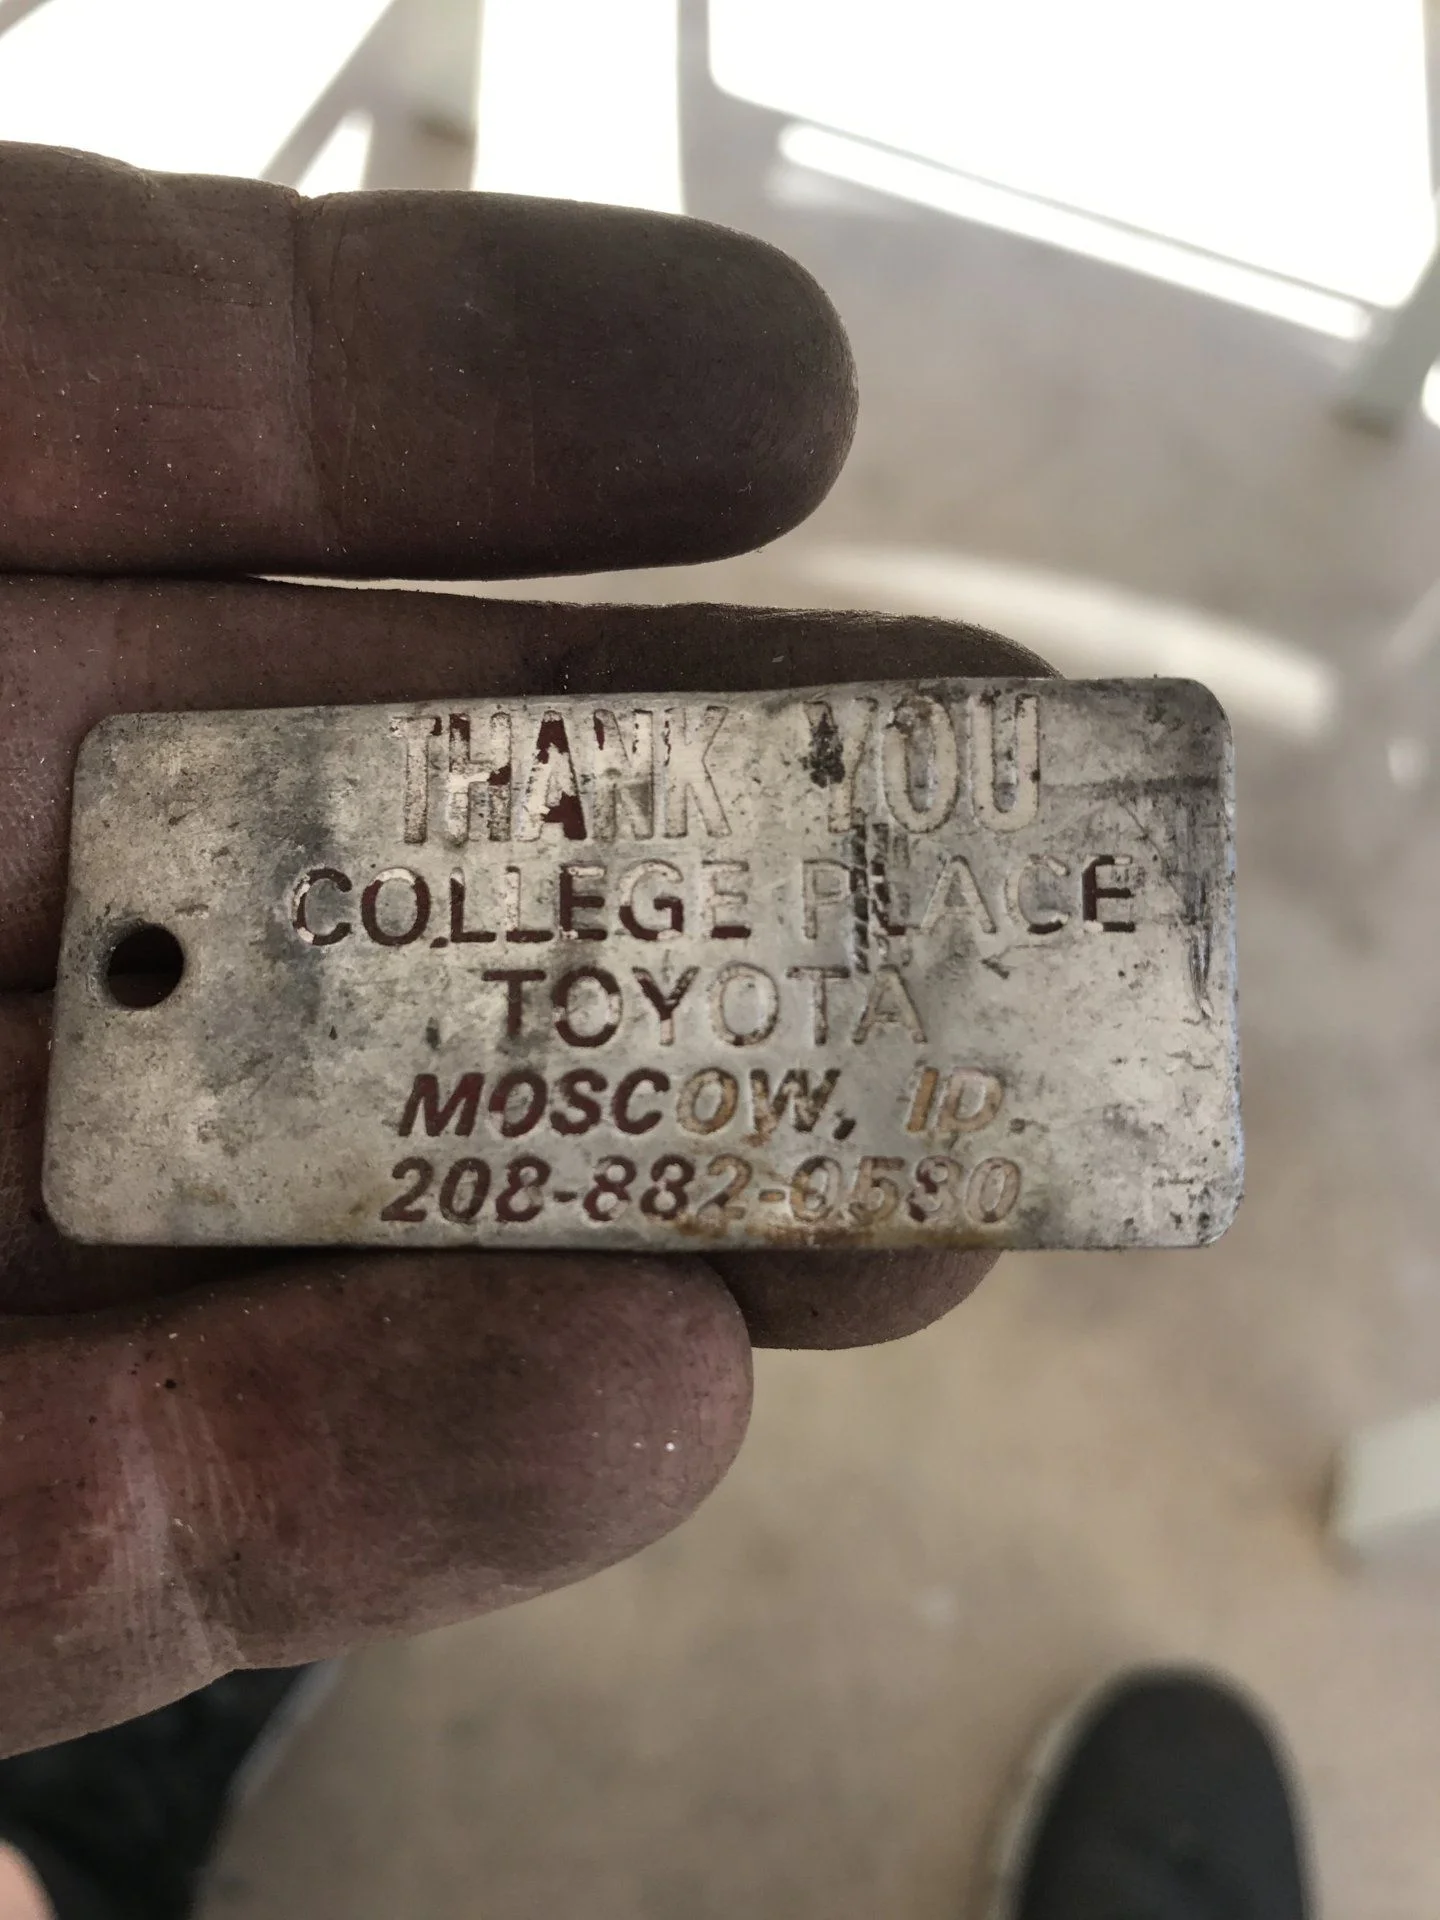 THANK YOU
COLLEGE PLACE
TOYOTA
MOSCOW, ID.
208-882-0580